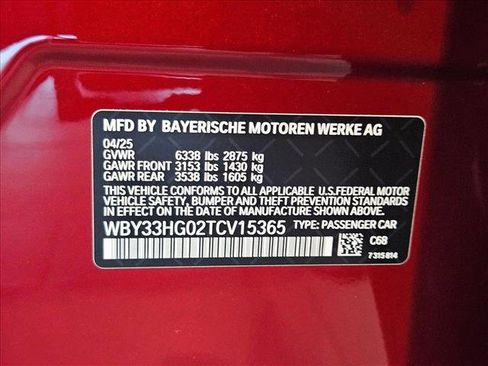 MFD BY BAYERISCHE MOTOREN WERKE AG
04/25
GVWR 6338 lbs 2875 kg
GAWR FRONT 3153 lbs 1430 kg
GAWR REAR 3538 lbs 1605 kg
THIS VEHICLE CONFORMS TO ALL APPLICABLE U.S.FEDERAL MOTOR
VEHICLE SAFETY, BUMPER, AND THEFT PREVENTION STANDARDS
IN EFFECT ON THE DATE OF MANUFACTURE SHOWN ABOVE.
WBY33HG02TCV15365 TYPE: PASSENGER CAR
C68
7315814